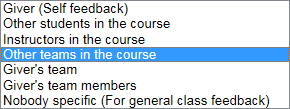 Giver (Self feedback)
Other students in the course
Instructors in the course
Other teams in the course
Giver's team
Giver's team members
Nobody specific (For general class feedback)